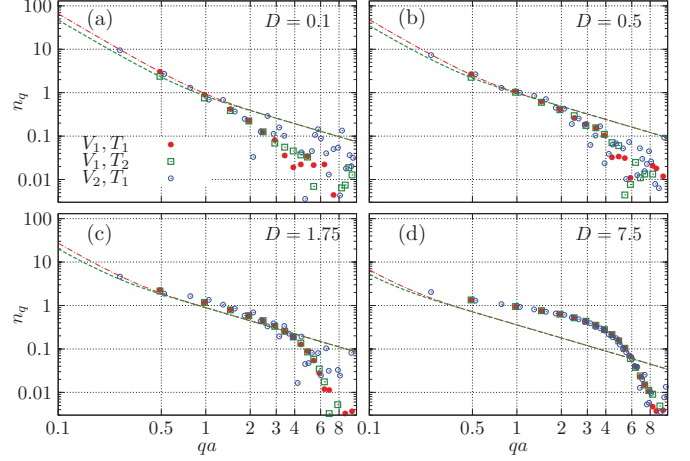 100
10
1
0.1
0.01
n_q
(a)
D = 0.1
V_1, T_1
V_1, T_2
V_2, T_1
(b)
D = 0.5
100
10
1
0.1
0.01
n_q
(c)
D = 1.75
(d)
D = 7.5
0.1
0.5
1
2
3
4
6
8
0.1
0.5
1
2
3
4
6
8
qa
qa